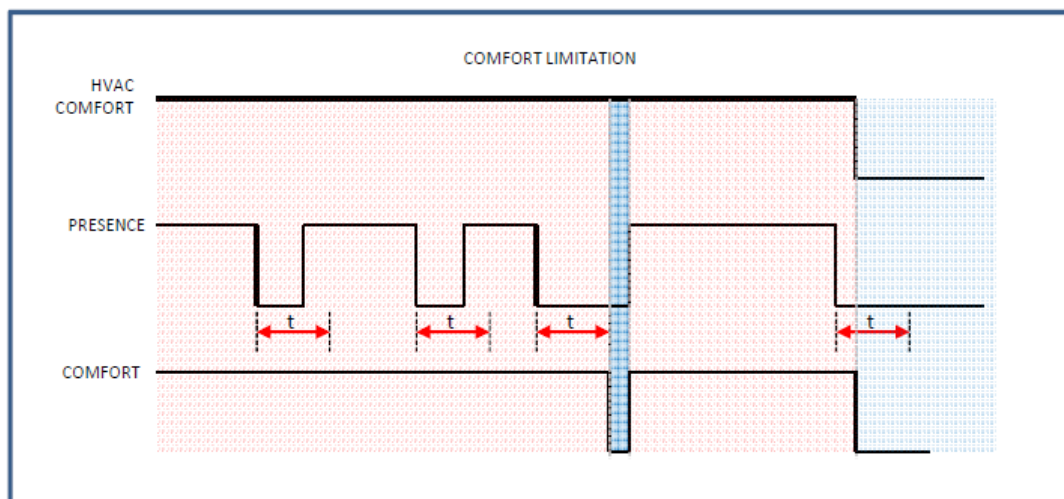 COMFORT LIMITATION
HVAC
COMFORT
PRESENCE
t
t
t
t
COMFORT